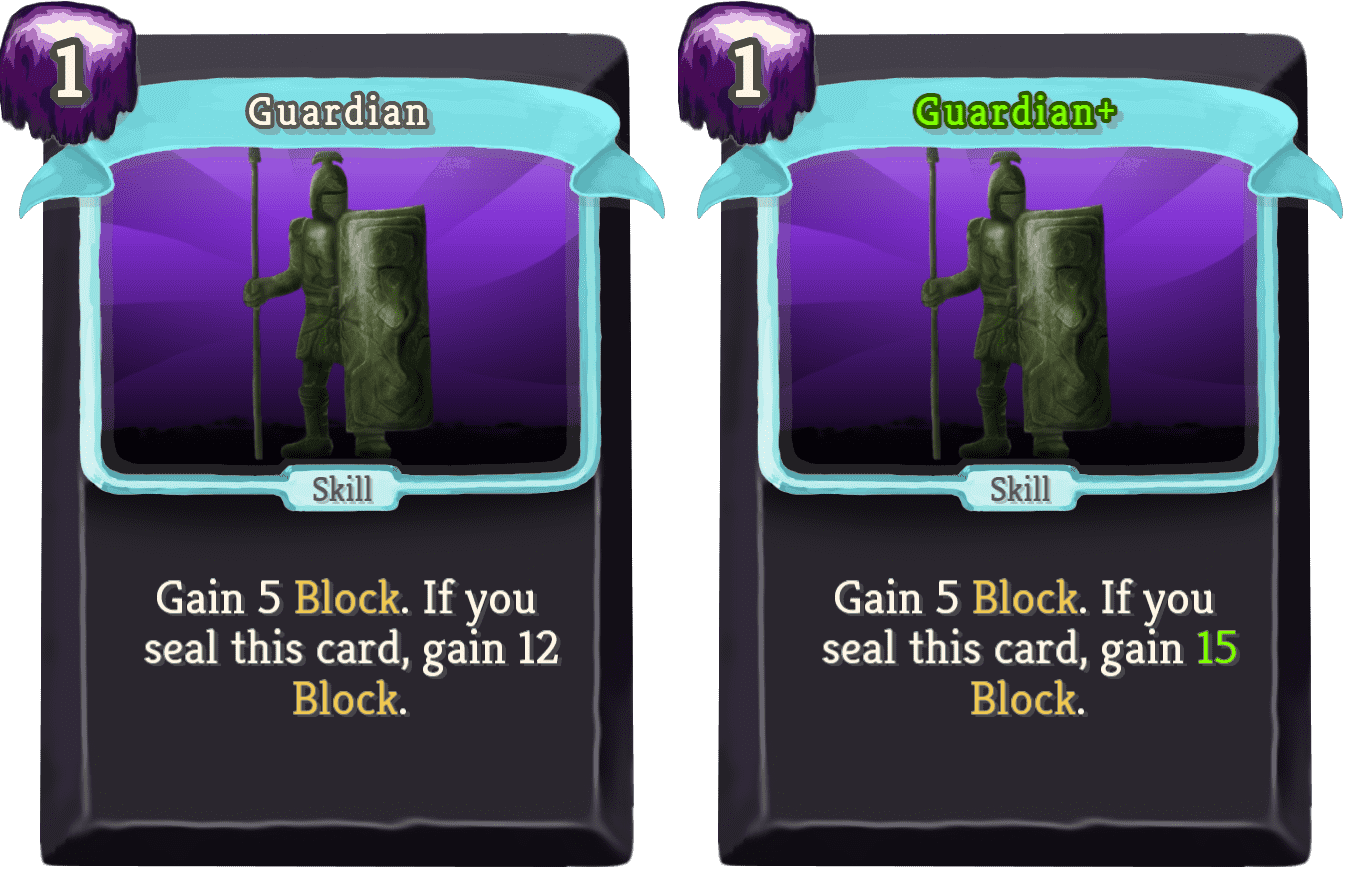 1
Guardian
Skill
Gain 5 Block. If you
seal this card, gain 12
Block.
1
Guardian+
Skill
Gain 5 Block. If you
seal this card, gain 15
Block.